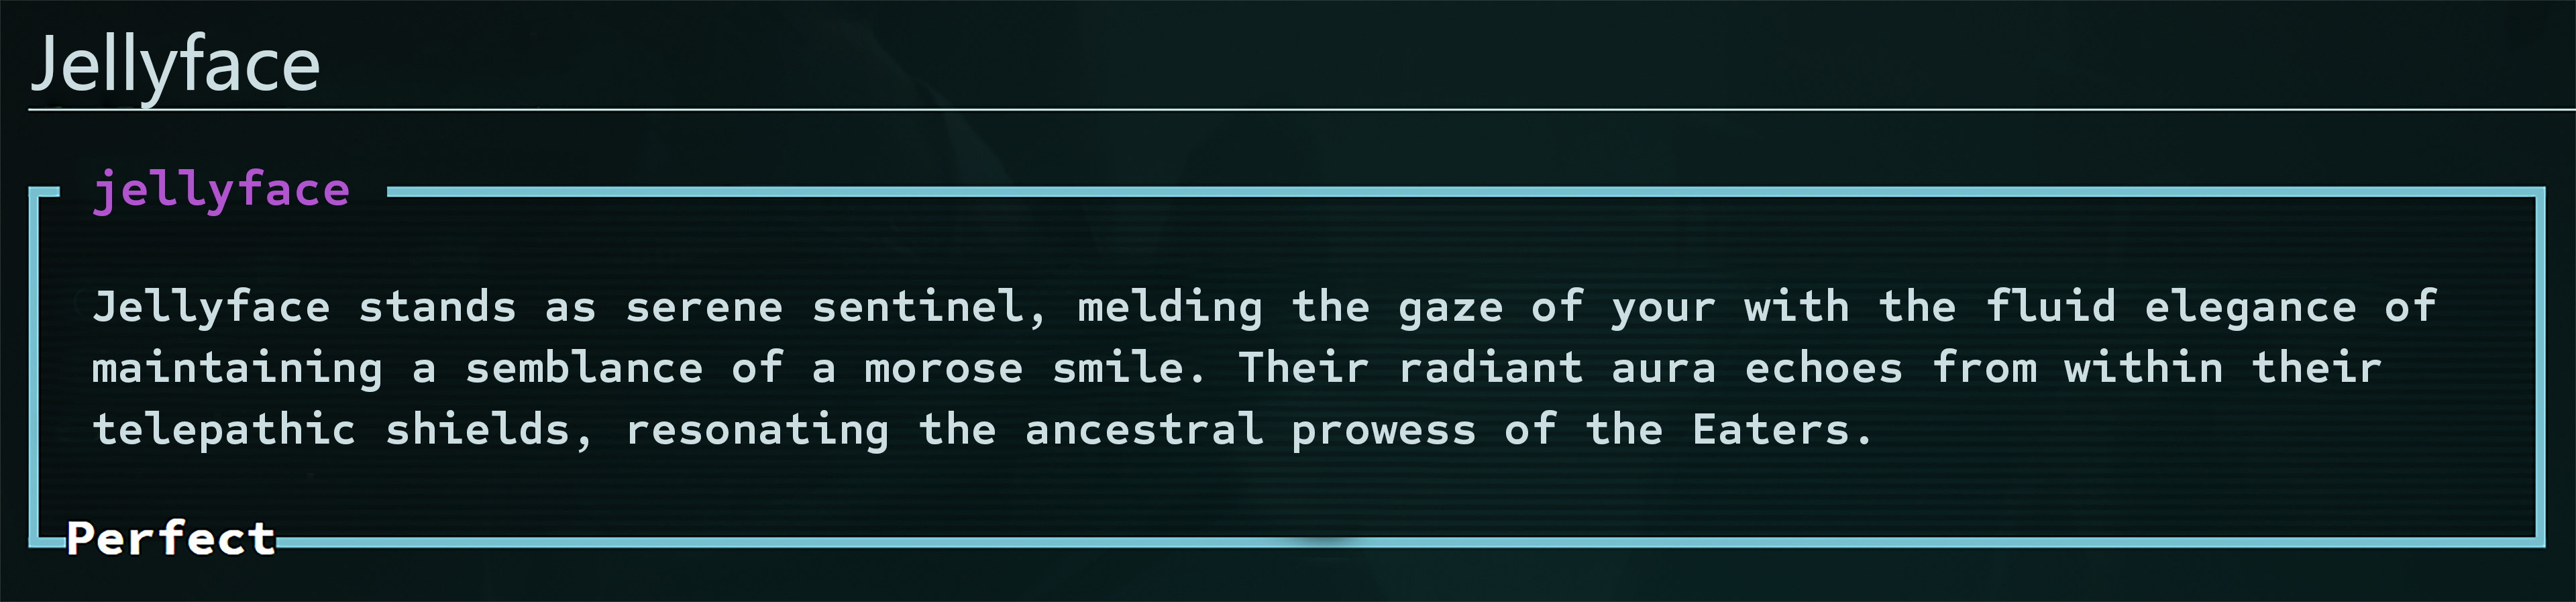 Jellyface
jellyface
Jellyface stands as serene sentinel, melding the gaze of your with the fluid elegance of
maintaining a semblance of a morose smile. Their radiant aura echoes from within their
telepathic shields, resonating the ancestral prowess of the Eaters.
Perfect